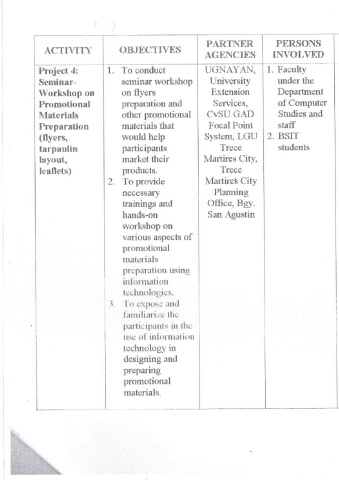 ACTIVITY
OBJECTIVES
PARTNER
AGENCIES
PERSONS
INVOLVED
Project 4:
Seminar-
Workshop on
Promotional
Materials
Preparation
(flyers,
tarpaulin
layout,
leaflets)
1. To conduct
seminar workshop
on flyers
preparation and
other promotional
materials that
would help
participants
market their
products.
2. To provide
necessary
trainings and
hands-on
workshop on
various aspects of
promotional
materials
preparation using
information
technologies.
3. To expose and
familiarize the
participants in the
use of information
technology in
designing and
preparing
promotional
materials.
UGNAYAN,
University
Extension
Services,
CvSU GAD
Focal Point
System, LGU
Trece
Martires City,
Trece
Martires City
Planning
Office, Bgy.
San Agustin
1. Faculty
under the
Department
of Computer
Studies and
staff
2. BSIT
students